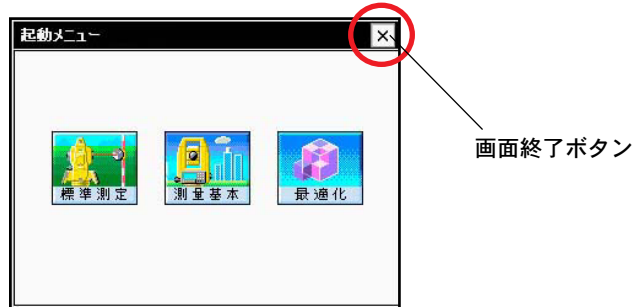 起動メニュー
画面終了ボタン
標準測定
測量基本
最適化